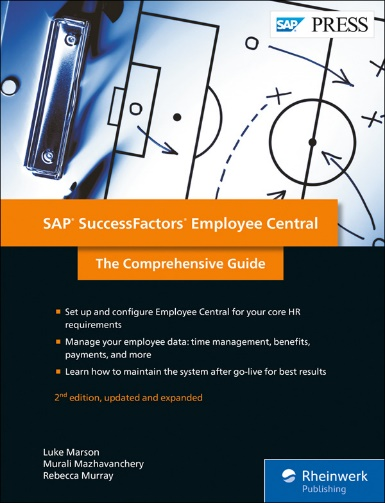 SAP PRESS
SAP® SuccessFactors® Employee Central
The Comprehensive Guide
■ Set up and configure Employee Central for your core HR
requirements
■ Manage your employee data: time management, benefits,
payments, and more
■ Learn how to maintain the system after go-live for best results
2nd edition, updated and expanded
Luke Marson
Murali Mazhavanchery
Rebecca Murray
Rheinwerk
Publishing